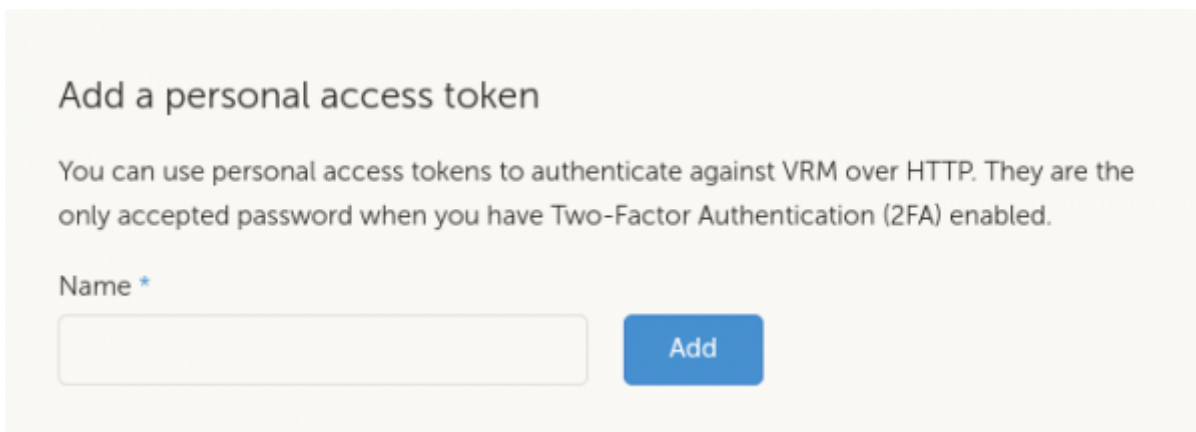 Add a personal access token
You can use personal access tokens to authenticate against VRM over HTTP. They are the
only accepted password when you have Two-Factor Authentication (2FA) enabled.
Name *
Add